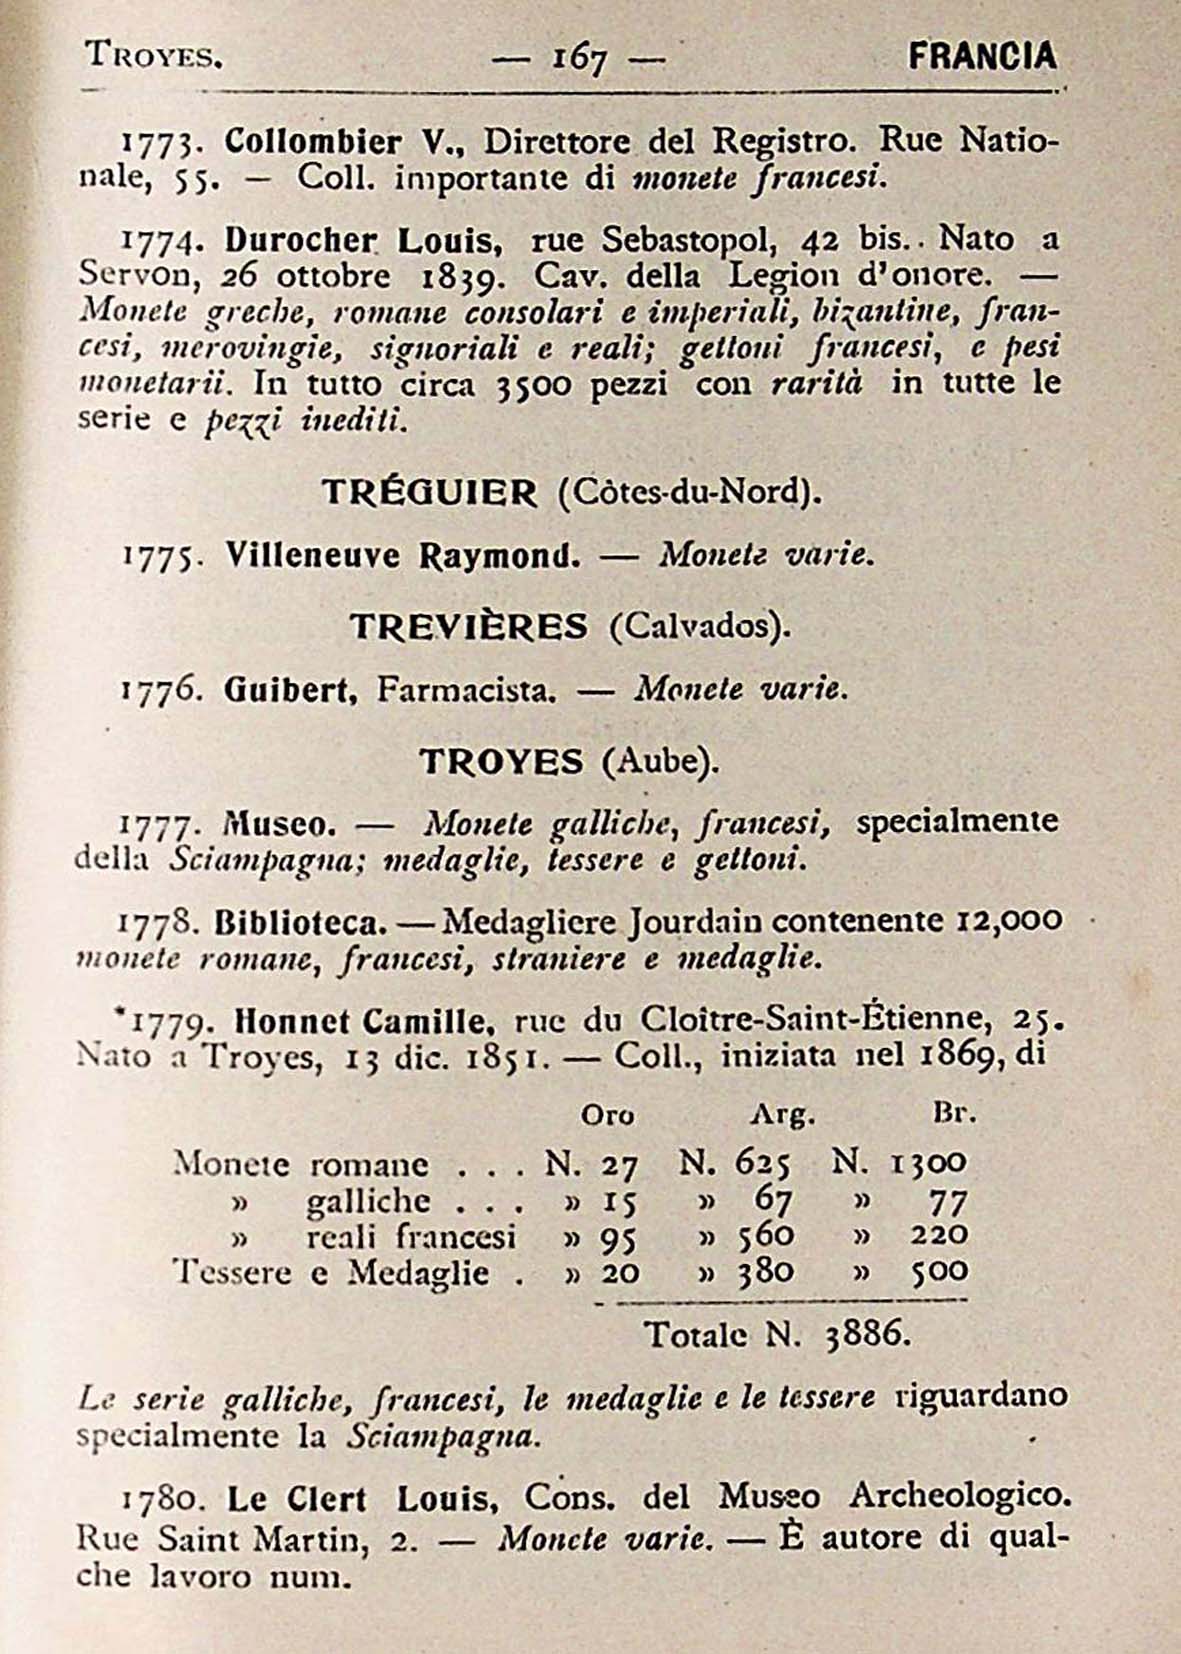 TROYES. — 167 — FRANCIA
1773. Collombier V., Direttore del Registro. Rue Natio-
nale, 55. — Coll. importante di monete francesi.
1774. Durocher Louis, rue Sebastopol, 42 bis. Nato a
Servon, 26 ottobre 1839. Cav. della Legion d'onore. —
Monete greche, romane consolari e imperiali, bizantine, fran-
cesi, merovingie, signoriali e reali; gettoni francesi, e pesi
monetarii. In tutto circa 3500 pezzi con rarità in tutte le
serie e pezzi inediti.
TRÉGUIER (Còtes-du-Nord).
1775. Villeneuve Raymond. — Monete varie.
TREVIÈRES (Calvados).
1776. Guibert, Farmacista. — Monete varie.
TROYES (Aube).
1777. Museo. — Monete galliche, francesi, specialmente
della Sciampagna; medaglie, tessere e gettoni.
1778. Biblioteca. — Medagliere Jourdain contenente 12,000
monete romane, francesi, straniere e medaglie.
*1779. Honnet Camille, rue du Cloître-Saint-Étienne, 25.
Nato a Troyes, 13 dic. 1851. — Coll., iniziata nel 1869, di
Oro Arg. Br.
Monete romane . . . N. 27 N. 625 N. 1300
» galliche . . . » 15 » 67 » 77
» reali francesi » 95 » 560 » 220
Tessere e Medaglie . » 20 » 380 » 500
Totale N. 3886.
Le serie galliche, francesi, le medaglie e le tessere riguardano
specialmente la Sciampagna.
1780. Le Clert Louis, Cons. del Museo Archeologico.
Rue Saint Martin, 2. — Monete varie. — È autore di qual-
che lavoro num.